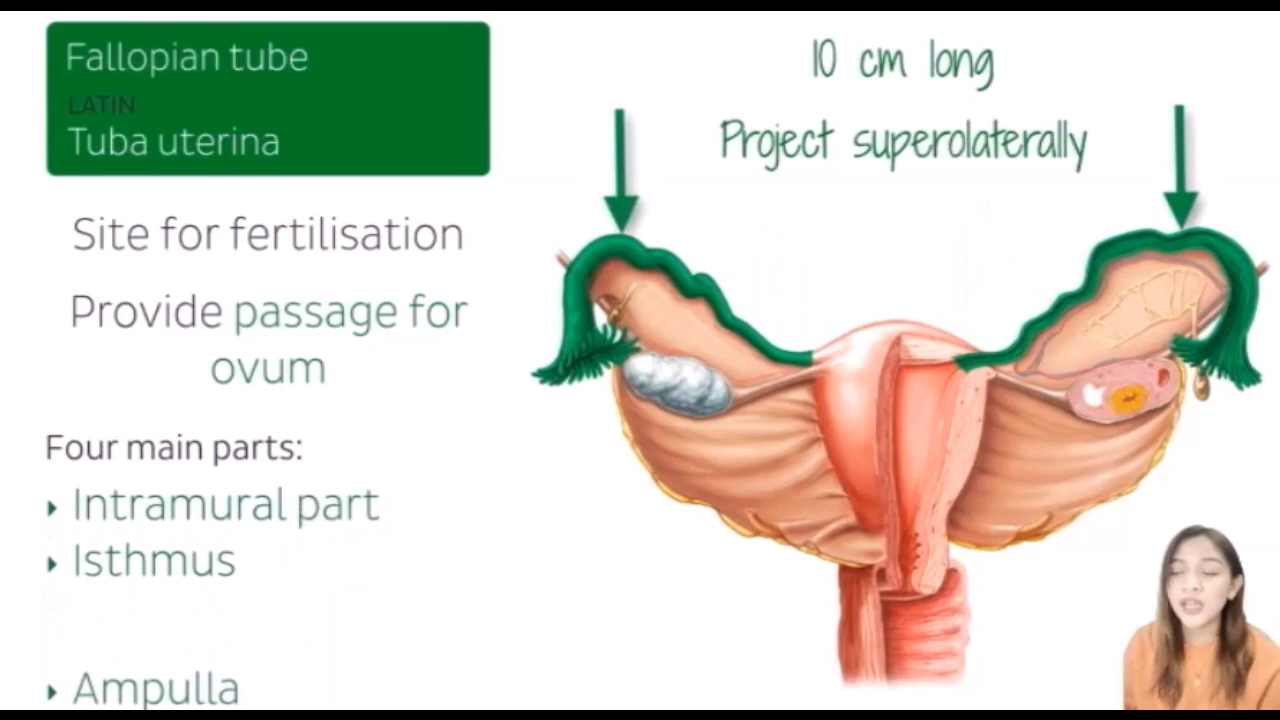 Fallopian tube
LATIN
Tuba uterina
10 cm long
Project superolaterally
Site for fertilisation
Provide passage for
ovum
Four main parts:
Intramural part
Isthmus
Ampulla